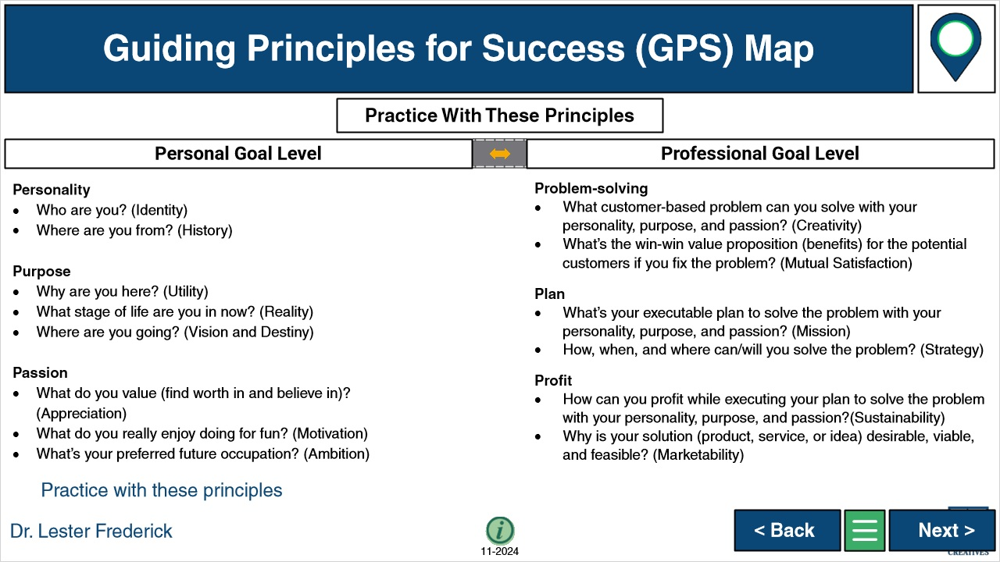 Guiding Principles for Success (GPS) Map
Practice With These Principles
Personal Goal Level
Professional Goal Level
Personality
• Who are you? (Identity)
• Where are you from? (History)
Purpose
• Why are you here? (Utility)
• What stage of life are you in now? (Reality)
• Where are you going? (Vision and Destiny)
Passion
• What do you value (find worth in and believe in)?
(Appreciation)
• What do you really enjoy doing for fun? (Motivation)
• What’s your preferred future occupation? (Ambition)
Problem-solving
• What customer-based problem can you solve with your
personality, purpose, and passion? (Creativity)
• What’s the win-win value proposition (benefits) for the potential
customers if you fix the problem? (Mutual Satisfaction)
Plan
• What’s your executable plan to solve the problem with your
personality, purpose, and passion? (Mission)
• How, when, and where can/will you solve the problem? (Strategy)
Profit
• How can you profit while executing your plan to solve the problem
with your personality, purpose, and passion?(Sustainability)
• Why is your solution (product, service, or idea) desirable, viable,
and feasible? (Marketability)
Practice with these principles
Dr. Lester Frederick
i
11-2024
< Back
Next >
CREATIVES